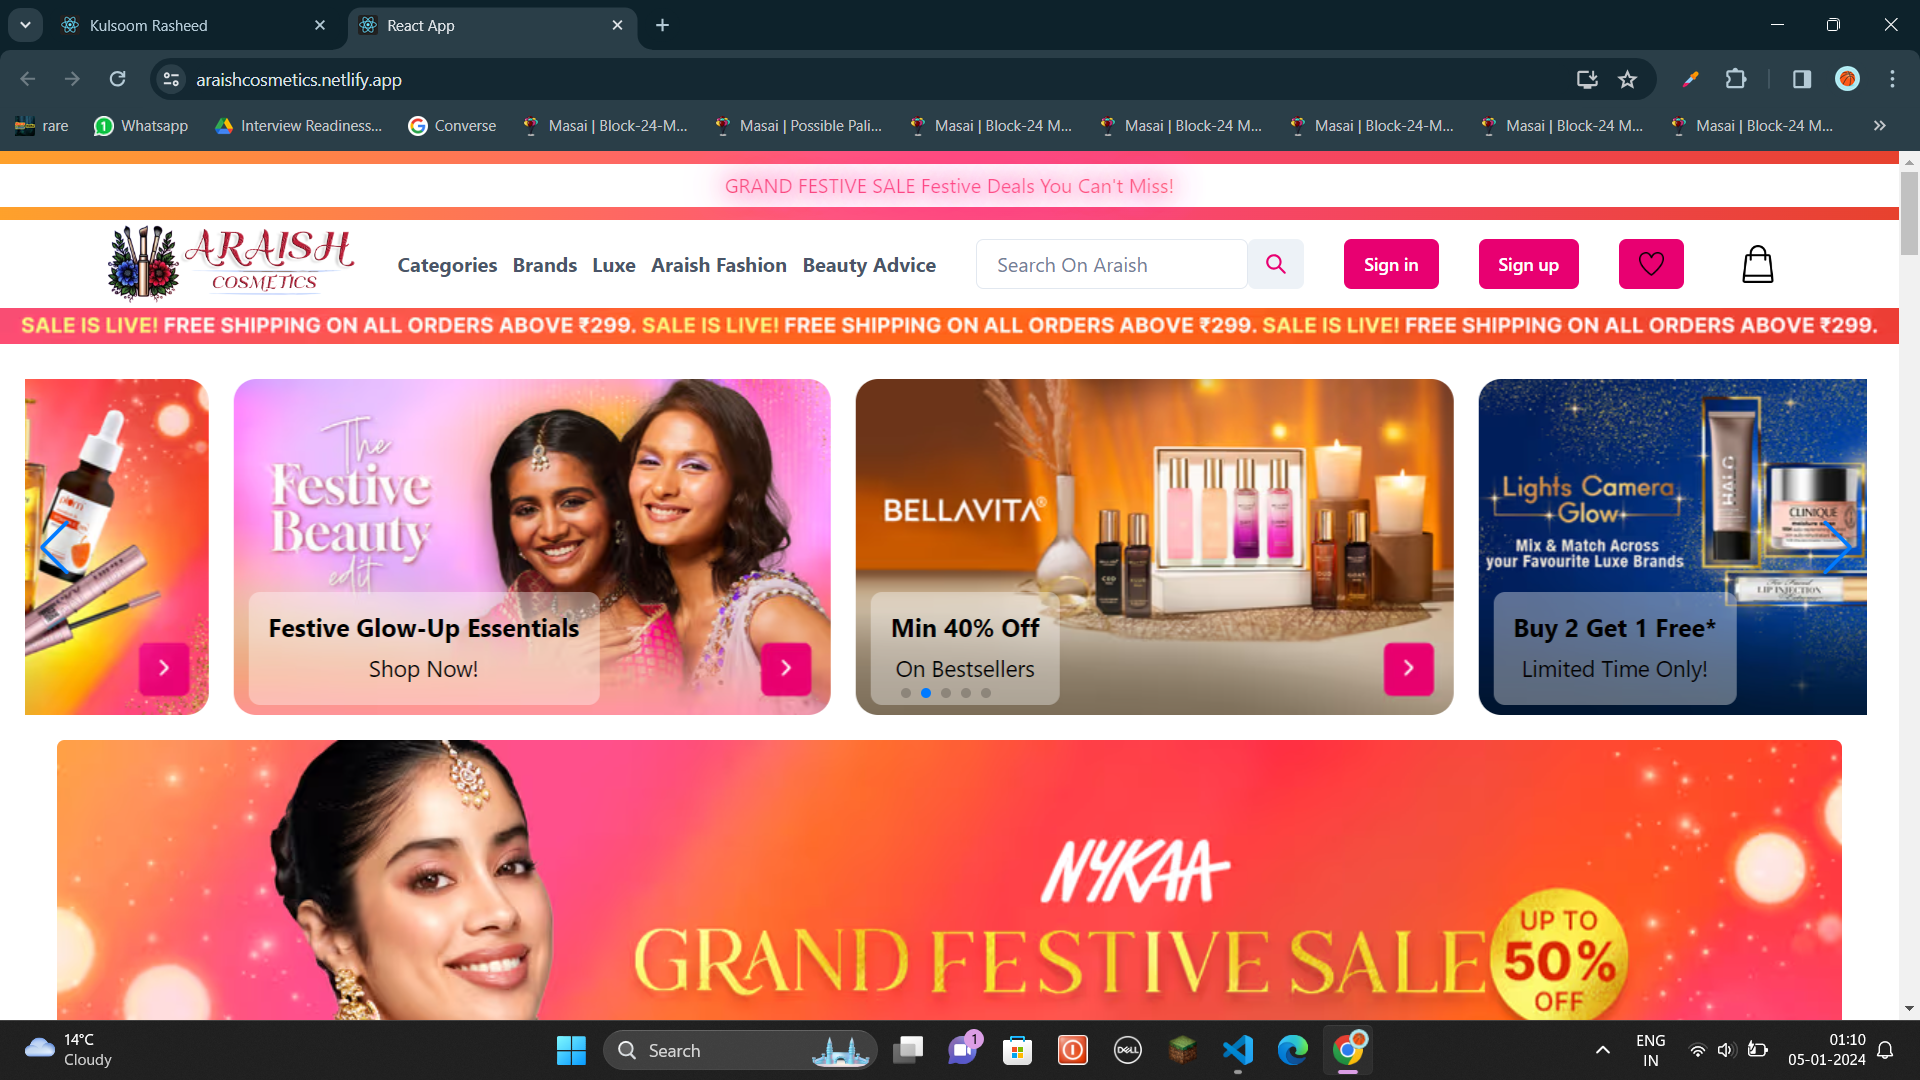 Kulsoom Rasheed
React App
araishcosmetics.netlify.app
rare
1
Whatsapp
Interview Readiness...
Converse
Masai | Block-24-M...
Masai | Possible Pali...
Masai | Block-24 M...
Masai | Block-24 M...
Masai | Block-24-M...
Masai | Block-24 M...
Masai | Block-24 M...
GRAND FESTIVE SALE Festive Deals You Can't Miss!
ARAISH
COSMETICS
Categories Brands Luxe Araish Fashion Beauty Advice
Search On Araish
Sign in
Sign up
SALE IS LIVE! FREE SHIPPING ON ALL ORDERS ABOVE ₹299. SALE IS LIVE! FREE SHIPPING ON ALL ORDERS ABOVE ₹299. SALE IS LIVE! FREE SHIPPING ON ALL ORDERS ABOVE ₹299.
plum
The
Festive
Beauty
edit
Festive Glow-Up Essentials
Shop Now!
BELLAVITA®
CEO
Min 40% Off
On Bestsellers
Lights Camera
Glow
Mix & Match Across
your Favourite Luxe Brands
HALO
CLINIQUE
LIP INJECTION
Buy 2 Get 1 Free*
Limited Time Only!
NYKAA
GRAND FESTIVE SALE
UP TO
50%
OFF
14°C
Cloudy
Search
1
DELL
ENG
IN
01:10
05-01-2024